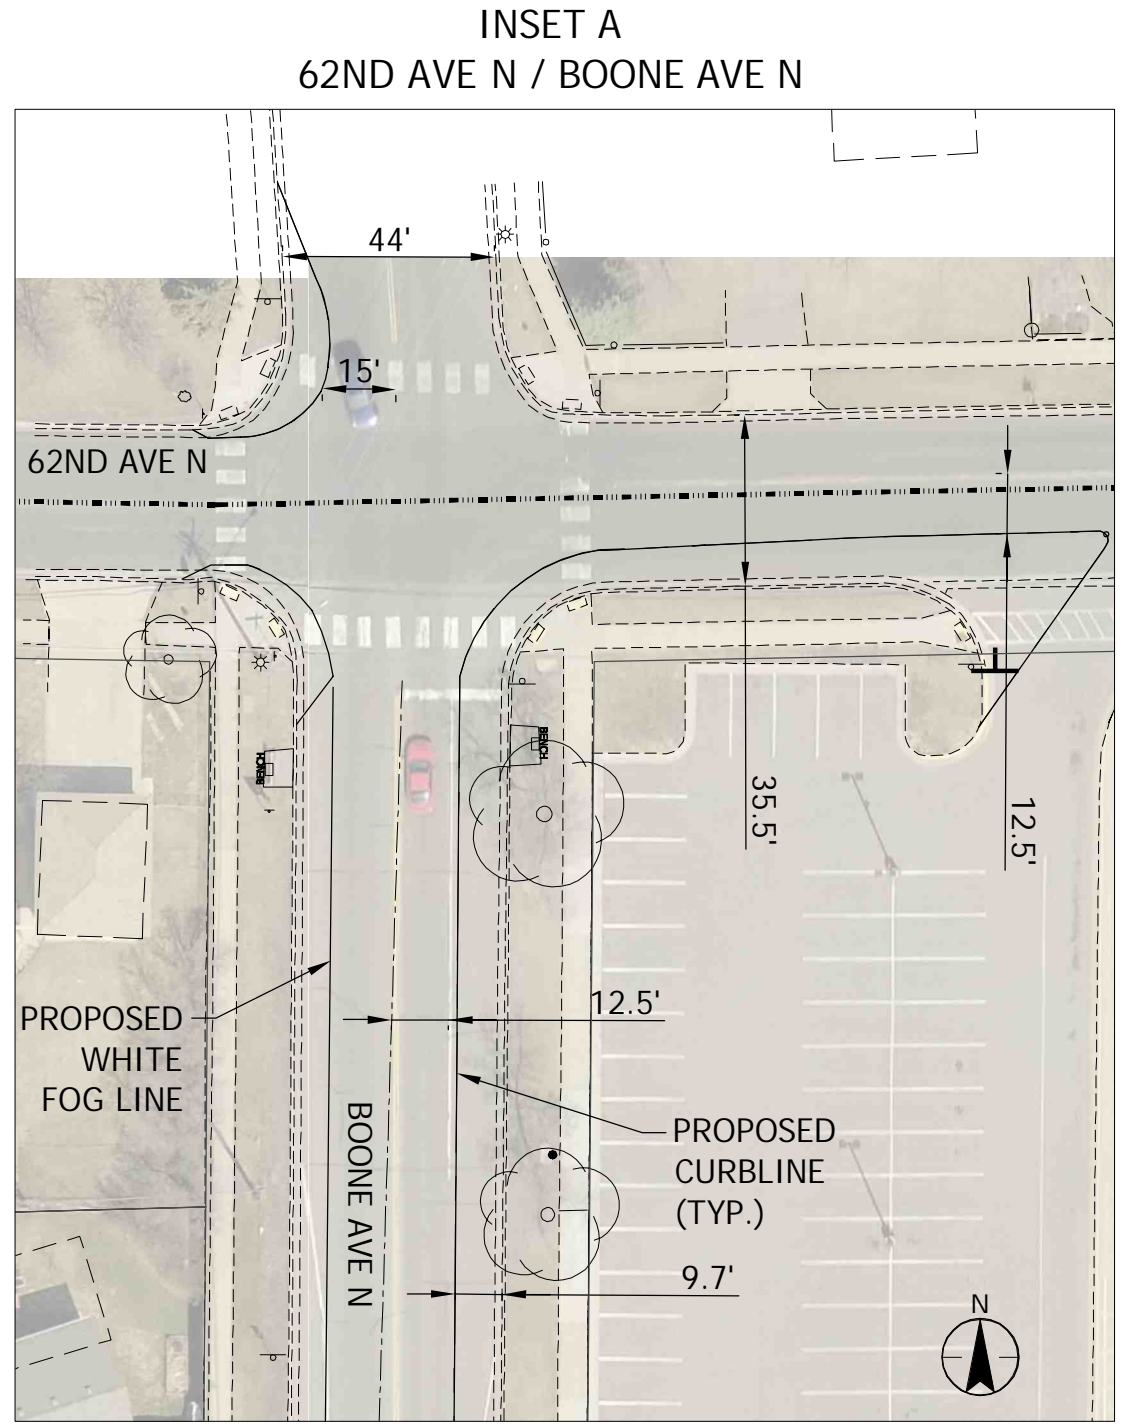 INSET A
62ND AVE N / BOONE AVE N
44'
15'
62ND AVE N
BENCH
BENCH
35.5'
12.5'
PROPOSED
WHITE
FOG LINE
12.5'
BOONE AVE N
PROPOSED
CURBLINE
(TYP.)
9.7'
N